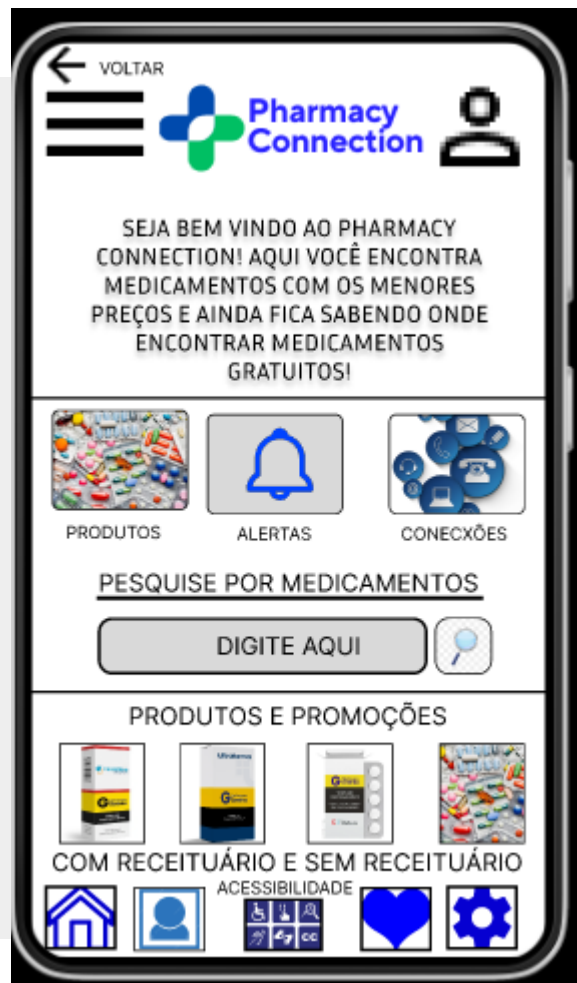 VOLTAR
Pharmacy
Connection
SEJA BEM VINDO AO PHARMACY
CONNECTION! AQUI VOCÊ ENCONTRA
MEDICAMENTOS COM OS MENORES
PREÇOS E AINDA FICA SABENDO ONDE
ENCONTRAR MEDICAMENTOS
GRATUITOS!
PRODUTOS ALERTAS CONECXÕES
PESQUISE POR MEDICAMENTOS
DIGITE AQUI
PRODUTOS E PROMOÇÕES
G G G
COM RECEITUÁRIO E SEM RECEITUÁRIO
ACESSIBILIDADE
CC